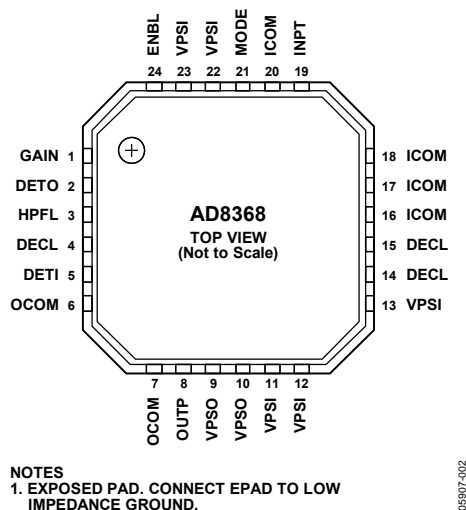 ENBL VPSI VPSI MODE ICOM INPT
24 23 22 21 20 19
GAIN 1
DETO 2
HPFL 3
DECL 4
DETI 5
OCOM 6
AD8368
TOP VIEW
(Not to Scale)
18 ICOM
17 ICOM
16 ICOM
15 DECL
14 DECL
13 VPSI
7 8 9 10 11 12
OCOM OUTP VPSO VPSO VPSI VPSI
NOTES
1. EXPOSED PAD. CONNECT EPAD TO LOW
IMPEDANCE GROUND.
05907-002